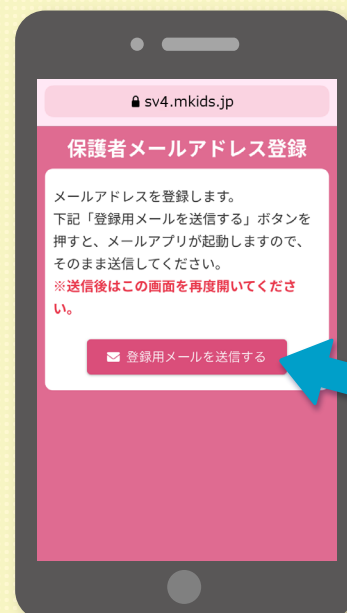 sv4.mkids.jp
保護者メールアドレス登録
メールアドレスを登録します。
下記「登録用メールを送信する」ボタンを
押すと、メールアプリが起動しますので、
そのまま送信してください。
※送信後はこの画面を再度開いてくださ
い。
登録用メールを送信する